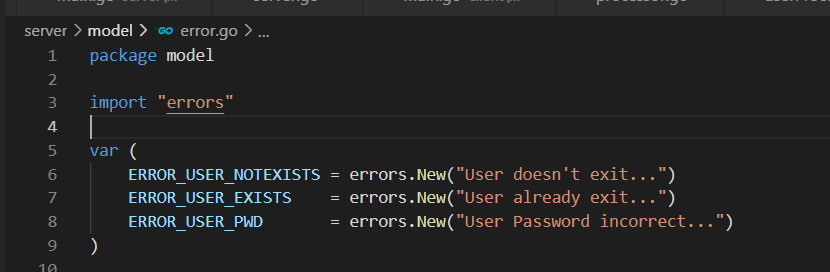 server > model > GO error.go > ...
1 package model
2
3 import "errors"
4
5 var (
6 ERROR_USER_NOTEXISTS = errors.New("User doesn't exit...")
7 ERROR_USER_EXISTS = errors.New("User already exit...")
8 ERROR_USER_PWD = errors.New("User Password incorrect...")
9 )
10